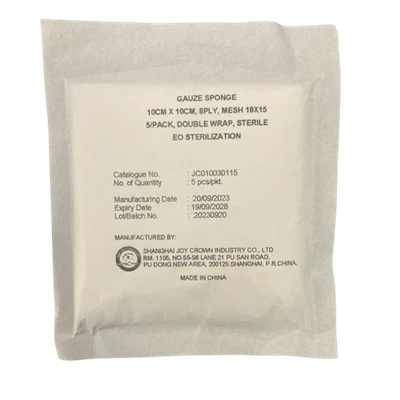 GAUZE SPONGE
10CM X 10CM, 8PLY, MESH 19X15
5/PACK, DOUBLE WRAP, STERILE
EO STERILIZATION
Catalogue No. : JC010030115
No. of Quantity : 5 pcs/pkt.
Manufacturing Date : 20/09/2023
Expiry Date : 19/09/2028
Lot/Batch No. : 20230920
MANUFACTURED BY:
SHANGHAI JOY CROWN INDUSTRY CO., LTD
RM. 1105, NO.55-56 LANE 21 PU SAN ROAD,
PU DONG NEW AREA, 200125 SHANGHAI, P.R.CHINA.
MADE IN CHINA